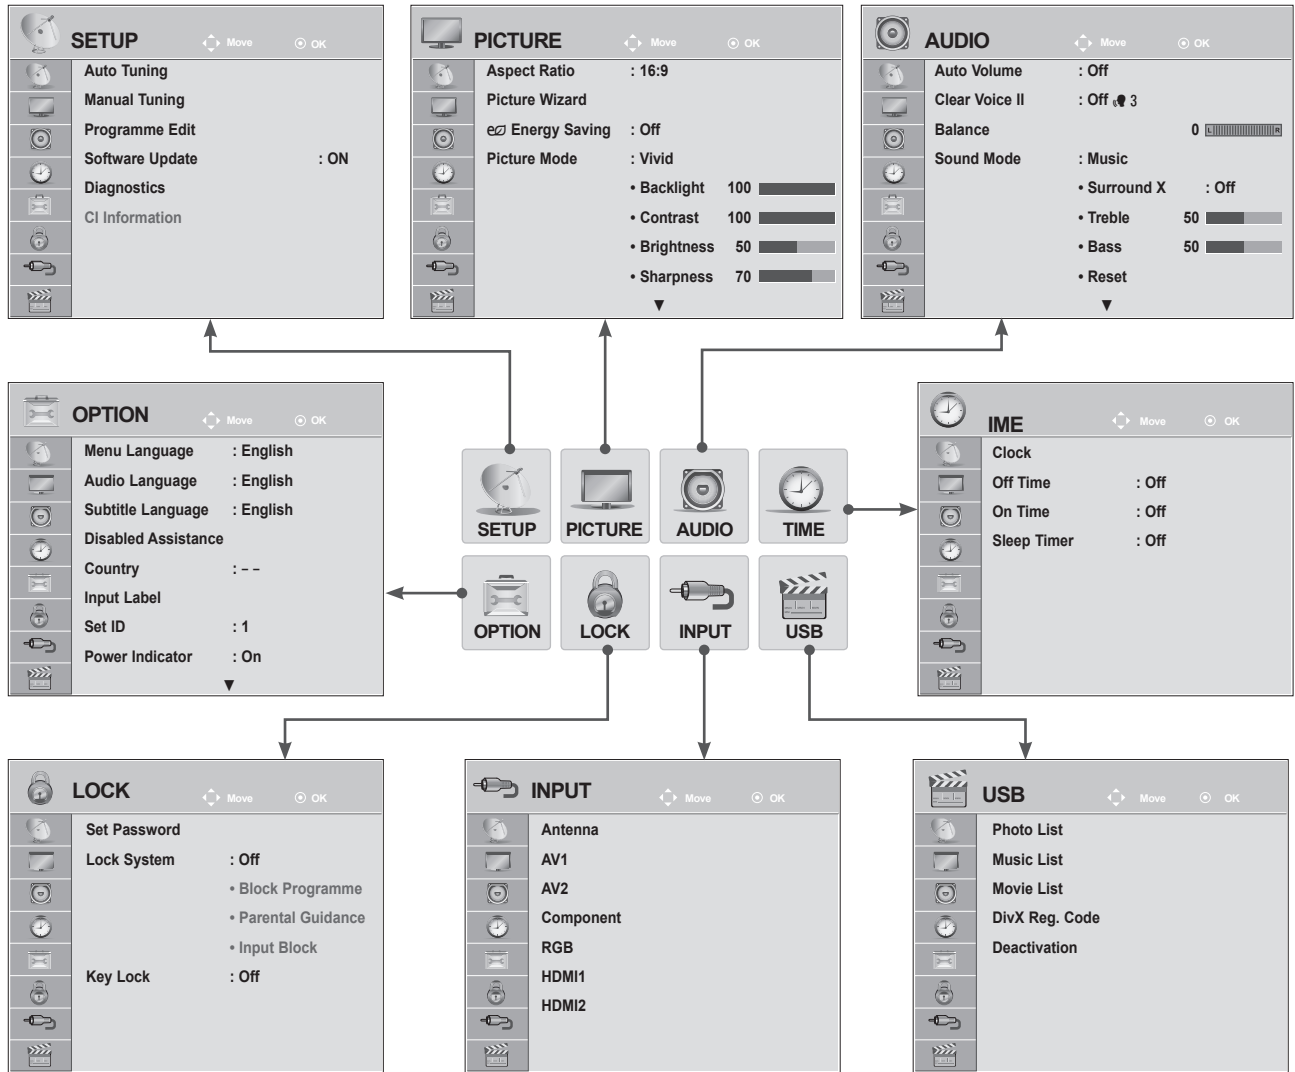 SETUP
Move OK
Auto Tuning
Manual Tuning
Programme Edit
Software Update : ON
Diagnostics
CI Information
PICTURE
Move OK
Aspect Ratio : 16:9
Picture Wizard
Energy Saving : Off
Picture Mode : Vivid
• Backlight 100
• Contrast 100
• Brightness 50
• Sharpness 70
▼
AUDIO
Move OK
Auto Volume : Off
Clear Voice II : Off 3
Balance 0 L R
Sound Mode : Music
• Surround X : Off
• Treble 50
• Bass 50
• Reset
▼
OPTION
Move OK
Menu Language : English
Audio Language : English
Subtitle Language : English
Disabled Assistance
Country : – –
Input Label
Set ID : 1
Power Indicator : On
▼
SETUP
PICTURE
AUDIO
TIME
OPTION
LOCK
INPUT
USB
IME
Move OK
Clock
Off Time : Off
On Time : Off
Sleep Timer : Off
LOCK
Move OK
Set Password
Lock System : Off
• Block Programme
• Parental Guidance
• Input Block
Key Lock : Off
INPUT
Move OK
Antenna
AV1
AV2
Component
RGB
HDMI1
HDMI2
USB
Move OK
Photo List
Music List
Movie List
DivX Reg. Code
Deactivation